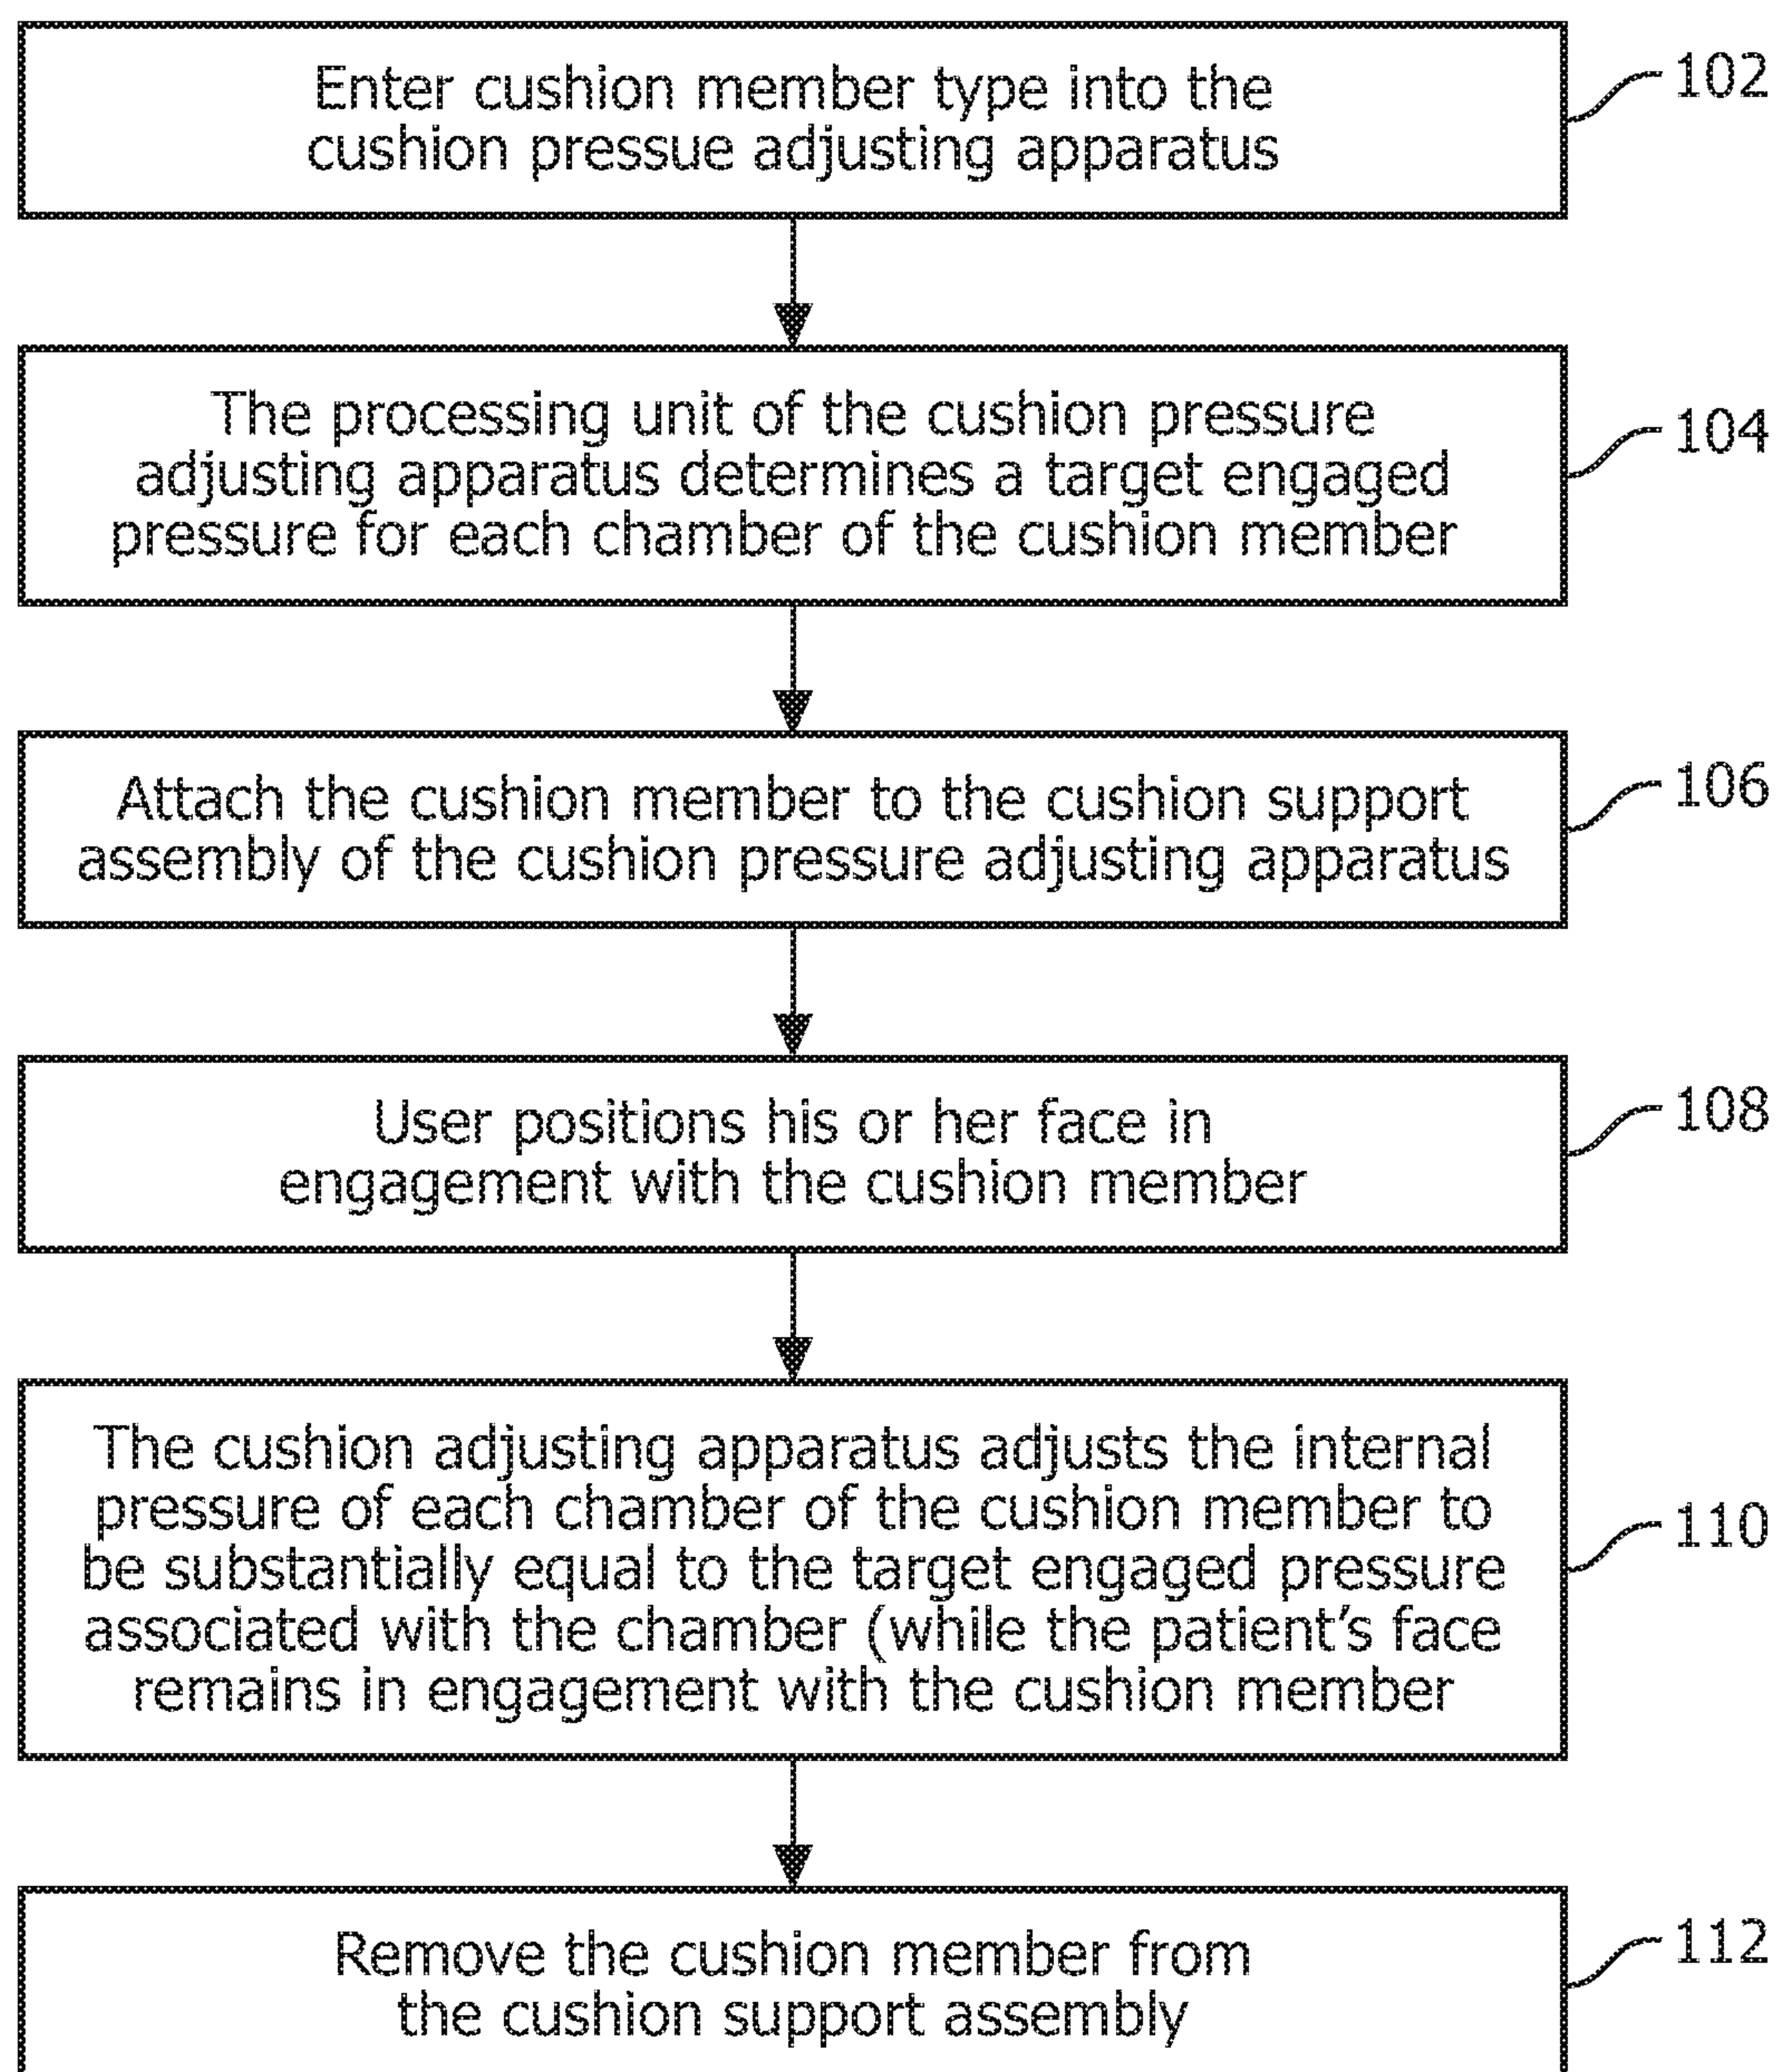 Enter cushion member type into the
cushion pressue adjusting apparatus
102
The processing unit of the cushion pressure
adjusting apparatus determines a target engaged
pressure for each chamber of the cushion member
104
Attach the cushion member to the cushion support
assembly of the cushion pressure adjusting apparatus
106
User positions his or her face in
engagement with the cushion member
108
The cushion adjusting apparatus adjusts the internal
pressure of each chamber of the cushion member to
be substantially equal to the target engaged pressure
associated with the chamber (while the patient's face
remains in engagement with the cushion member
110
Remove the cushion member from
the cushion support assembly
112